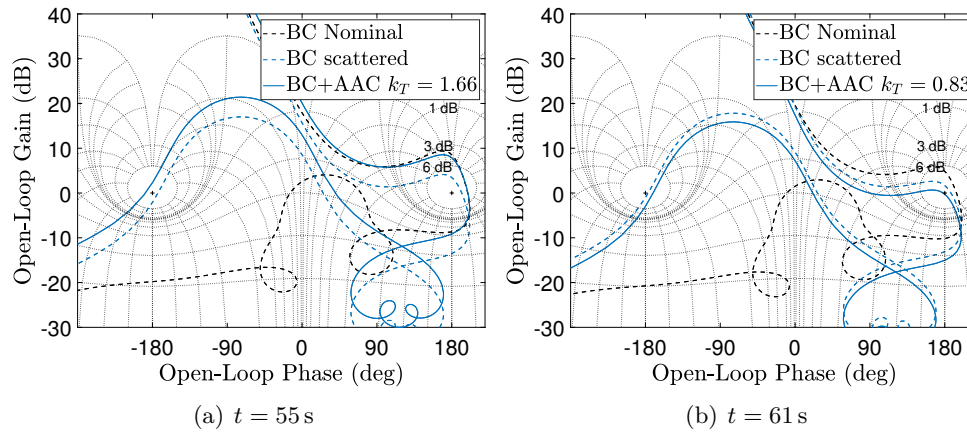 40
30
20
10
0
-10
-20
-30
Open-Loop Gain (dB)
BC Nominal
BC scattered
BC+AAC k_T = 1.66
1 dB
3 dB
6 dB
-180
-90
0
90
180
Open-Loop Phase (deg)
(a) t = 55 s
40
30
20
10
0
-10
-20
-30
Open-Loop Gain (dB)
BC Nominal
BC scattered
BC+AAC k_T = 0.83
1 dB
3 dB
6 dB
-180
-90
0
90
180
Open-Loop Phase (deg)
(b) t = 61 s